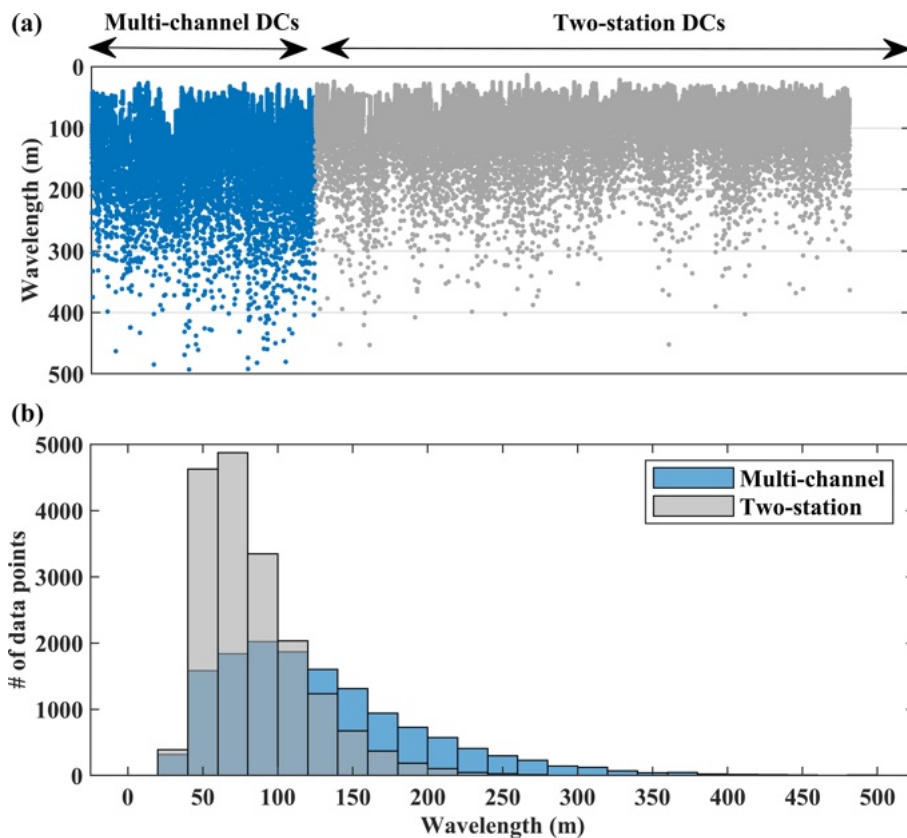 (a) Multi-channel DCs Two-station DCs
0
100
200
300
400
500
Wavelength (m)
(b)
5000
4000
3000
2000
1000
0
# of data points
Multi-channel
Two-station
0 50 100 150 200 250 300 350 400 450 500
Wavelength (m)